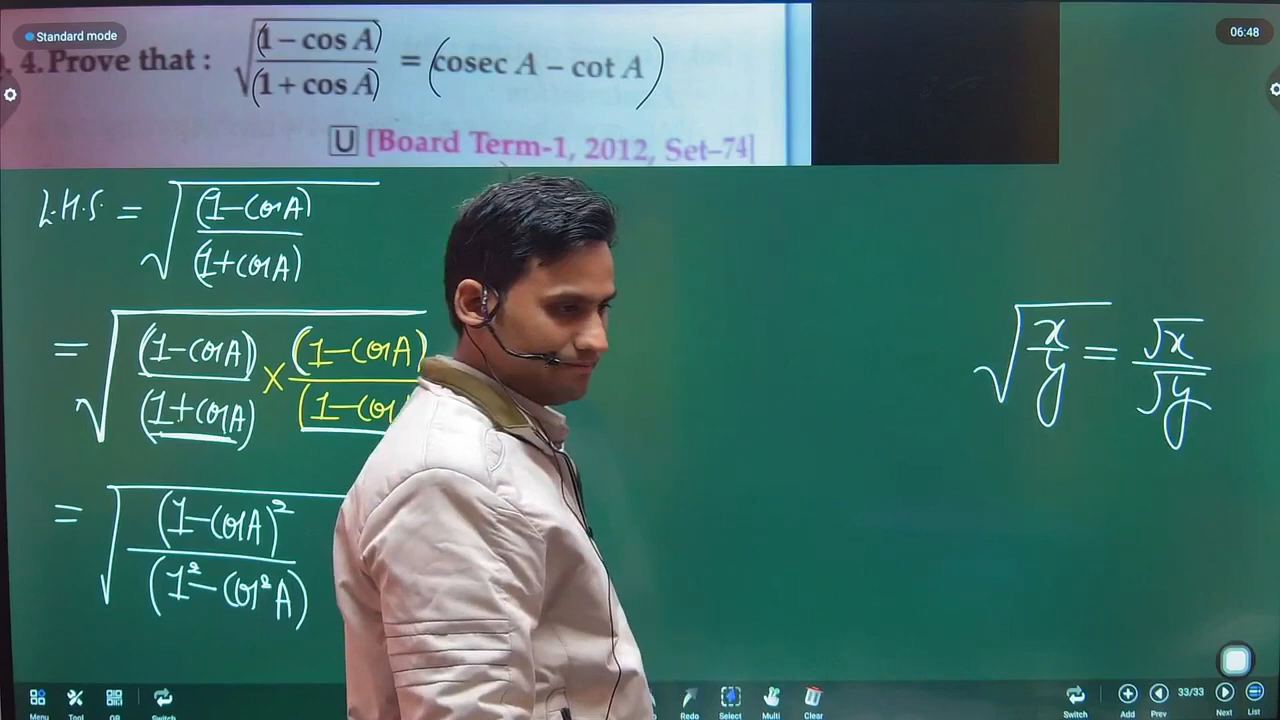 Standard mode
06:48
). 4. Prove that : √(1 – cos A)/(1 + cos A) = (cosec A – cot A)
U [Board Term-1, 2012, Set–74]
L.H.S. = √(1-cosA)/(1+cosA)
= √(1-cosA)/(1+cosA) × (1-cosA)/(1-cos
= √(1-cosA)²/(1²-cos²A)
√x/y = √x/√y
Menu Tool QR Switch Redo Select Multi Clear Switch Add Prev 33/33 Next List